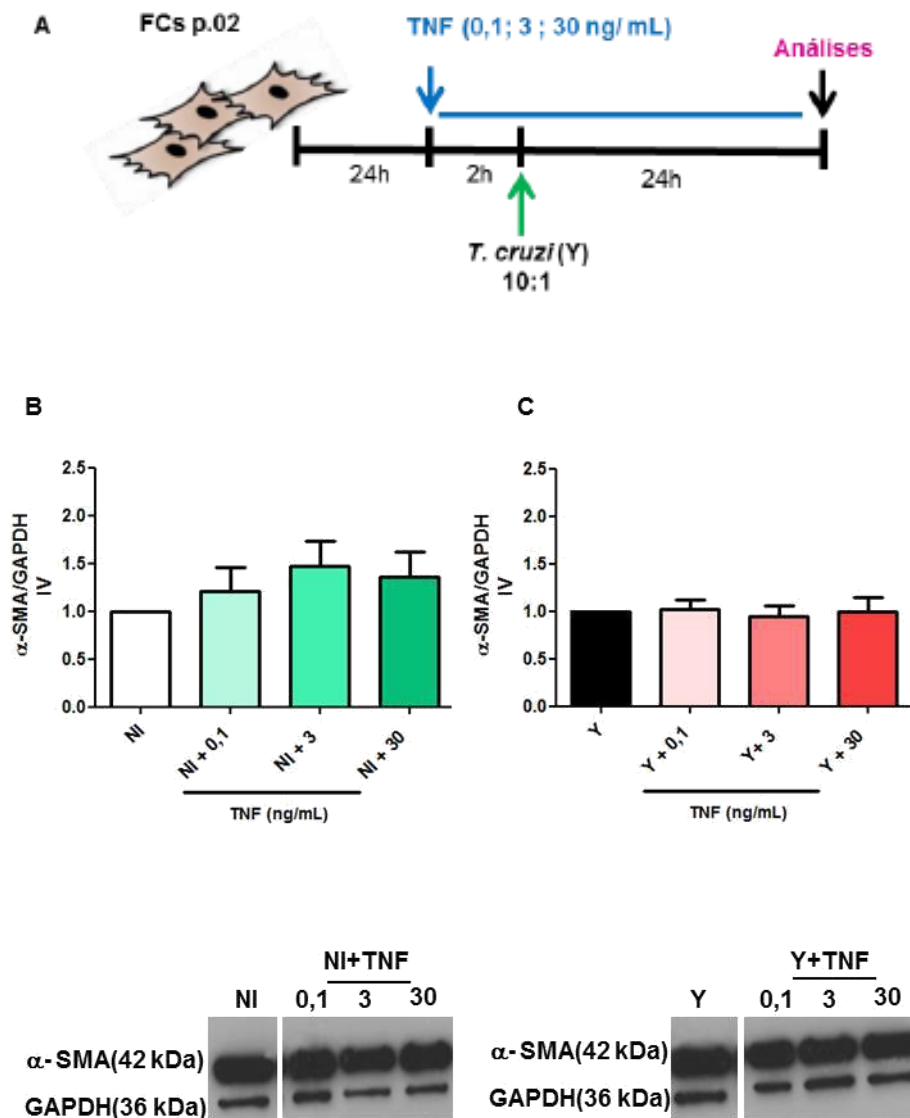 A
FCs p.02
TNF (0,1; 3 ; 30 ng/ mL)
Análises
24h
2h
24h
T. cruzi (Y)
10:1
B
α-SMA/GAPDH
IV
2.5
2.0
1.5
1.0
0.5
0.0
NI
NI + 0,1
NI + 3
NI + 30
TNF (ng/mL)
C
α-SMA/GAPDH
IV
2.5
2.0
1.5
1.0
0.5
0.0
Y
Y + 0,1
Y+ 3
Y + 30
TNF (ng/mL)
NI+TNF
NI 0,1 3 30
α- SMA(42 kDa)
GAPDH(36 kDa)
Y+TNF
Y 0,1 3 30
α- SMA(42 kDa)
GAPDH(36 kDa)